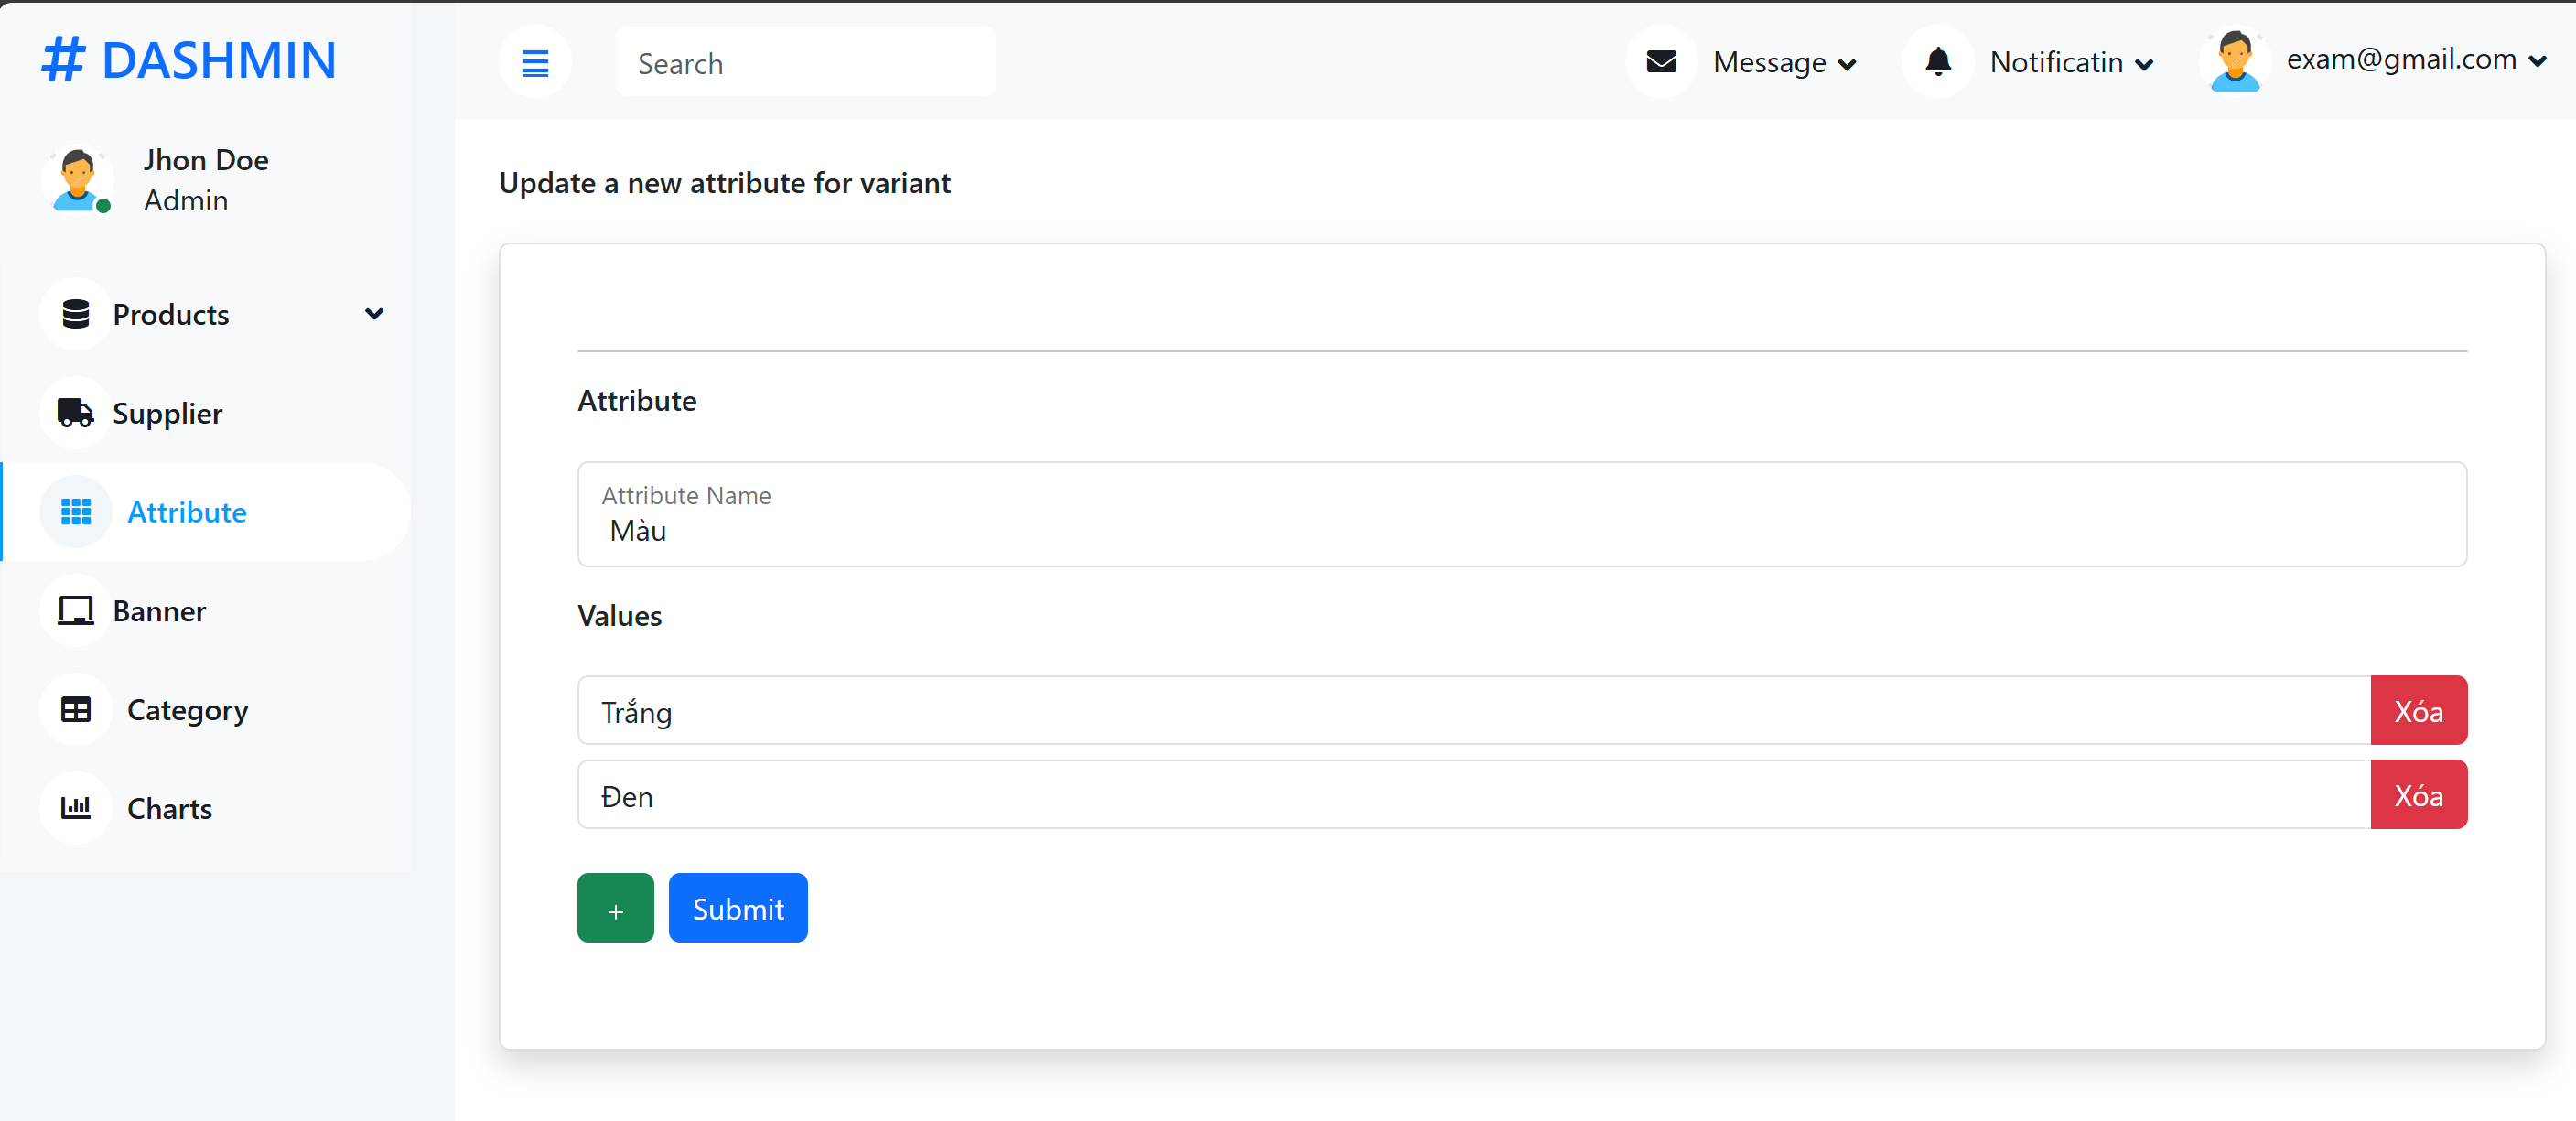 # DASHMIN
Search
Message
Notificatin
exam@gmail.com
Jhon Doe
Admin
Products
Supplier
Attribute
Banner
Category
Charts
Update a new attribute for variant
Attribute
Attribute Name
Màu
Values
Trắng
Xóa
Đen
Xóa
+
Submit